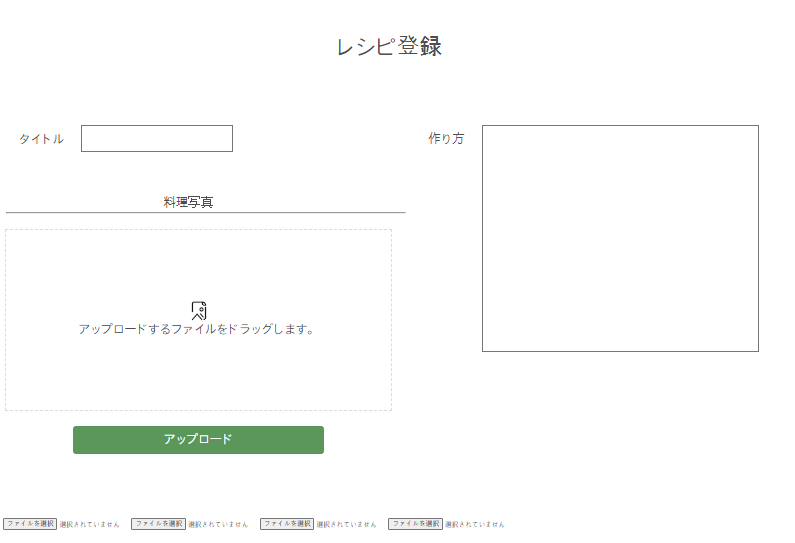 レシピ登録
タイトル
作り方
料理写真
アップロードするファイルをドラッグします。
アップロード
ファイルを選択 選択されていません ファイルを選択 選択されていません ファイルを選択 選択されていません ファイルを選択 選択されていません